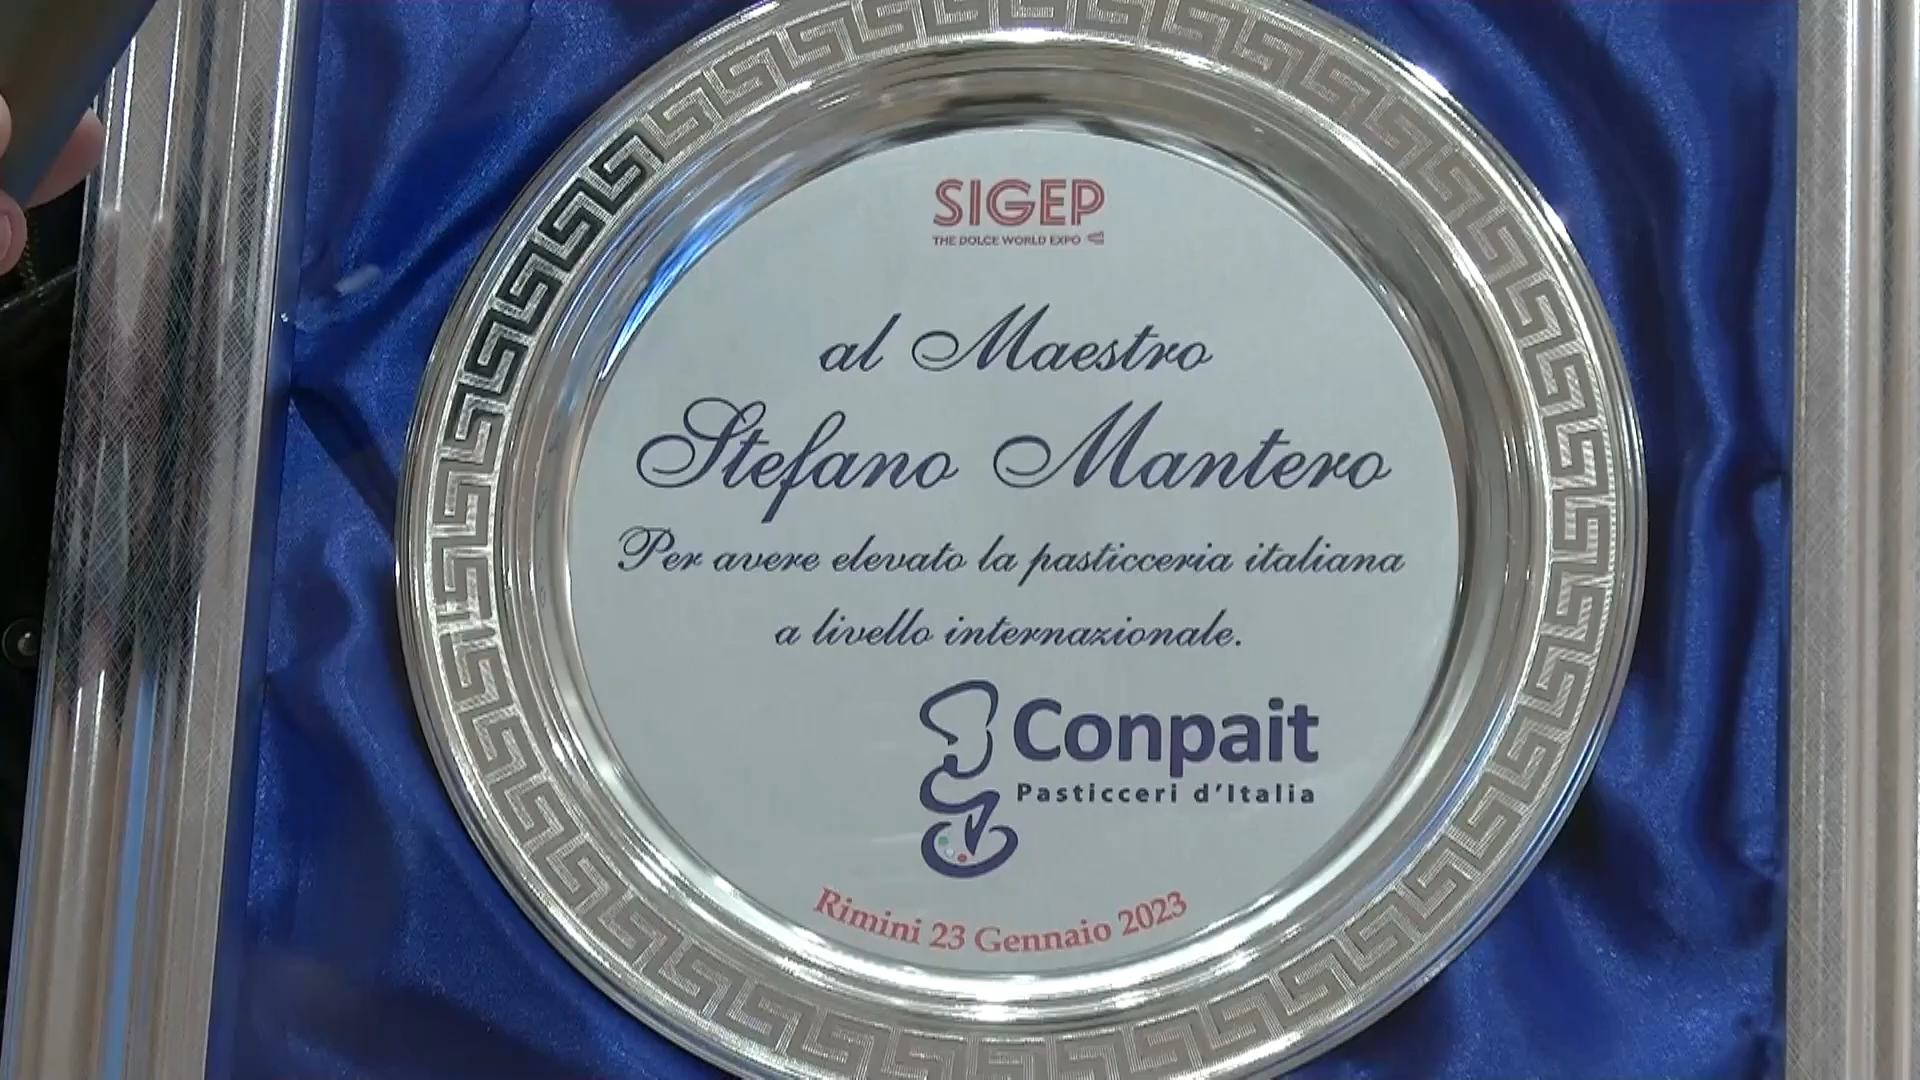 SIGEP
THE DOLCE WORLD EXPO
al Maestro
Stefano Mantero
Per avere elevato la pasticceria italiana
a livello internazionale.
Conpait
Pasticceri d'Italia
Rimini 23 Gennaio 2023